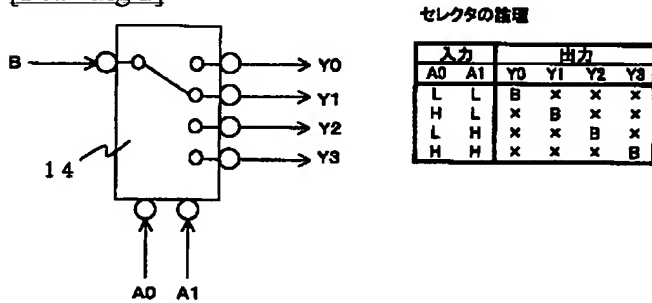 セレクタの論理
B
Y0
Y1
Y2
Y3
14
A0 A1
入力 出力
A0 A1 Y0 Y1 Y2 Y3
L L B × × ×
H L × B × ×
L H × × B ×
H H × × × B